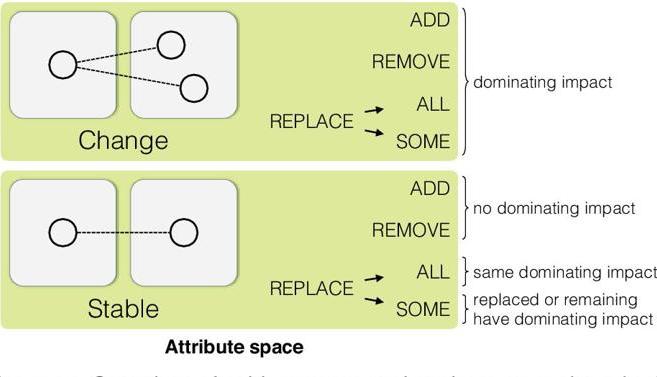 ADD
REMOVE
dominating impact
ALL
REPLACE
SOME
Change
ADD
no dominating impact
REMOVE
ALL
same dominating impact
REPLACE
SOME
replaced or remaining
have dominating impact
Stable
Attribute space